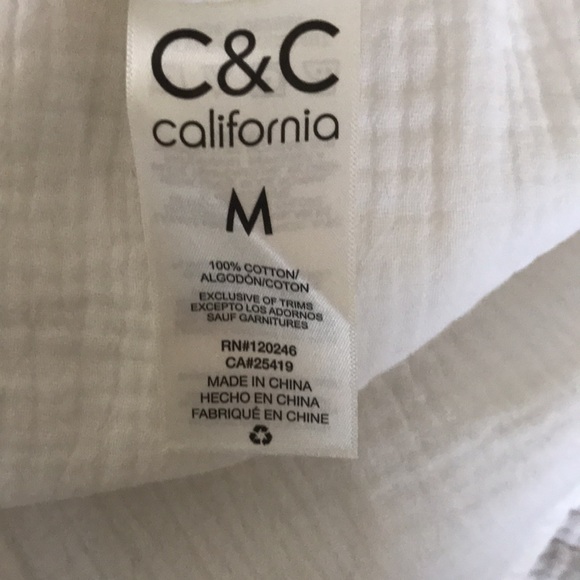 C&C
california
M
100% COTTON/
ALGODÓN/COTON
EXCLUSIVE OF TRIMS
EXCEPTO LOS ADORNOS
SAUF GARNITURES
RN#120246
CA#25419
MADE IN CHINA
HECHO EN CHINA
FABRIQUÉ EN CHINE